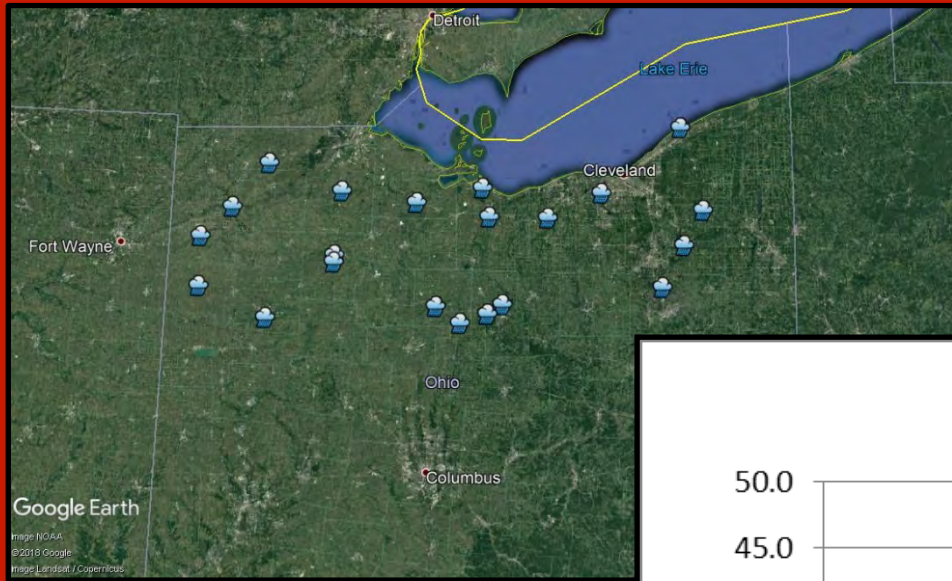 Detroit
Lake Erie
Cleveland
Fort Wayne
Ohio
Columbus
Google Earth
Image NOAA
©2018 Google
Image Landsat / Copernicus
50.0
45.0